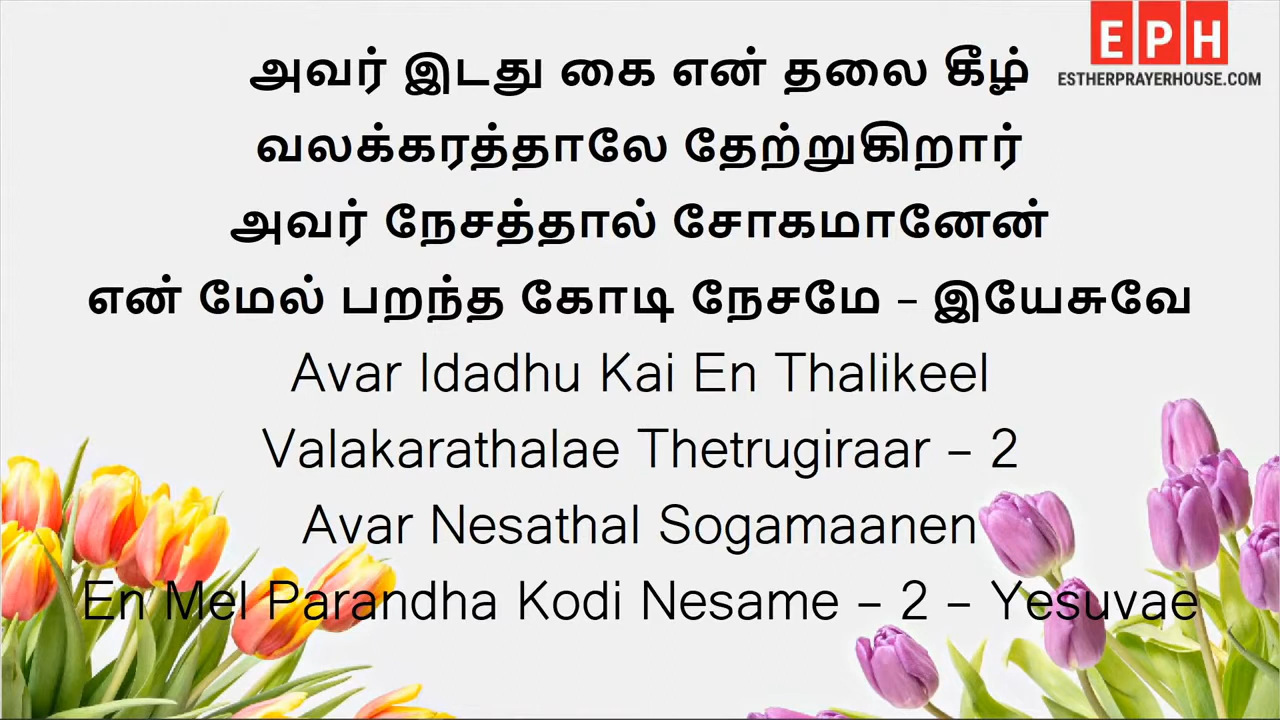 EPH
ESTHERPRAYERHOUSE.COM
அவர் இடது கை என் தலை கீழ்
வலக்கரத்தாலே தேற்றுகிறார்
அவர் நேசத்தால் சோகமானேன்
என் மேல் பறந்த கோடி நேசமே – இயேசுவே
Avar Idadhu Kai En Thalikeel
Valakarathalae Thetrugiraar – 2
Avar Nesathal Sogamaanen
En Mel Parandha Kodi Nesame – 2 – Yesuvae